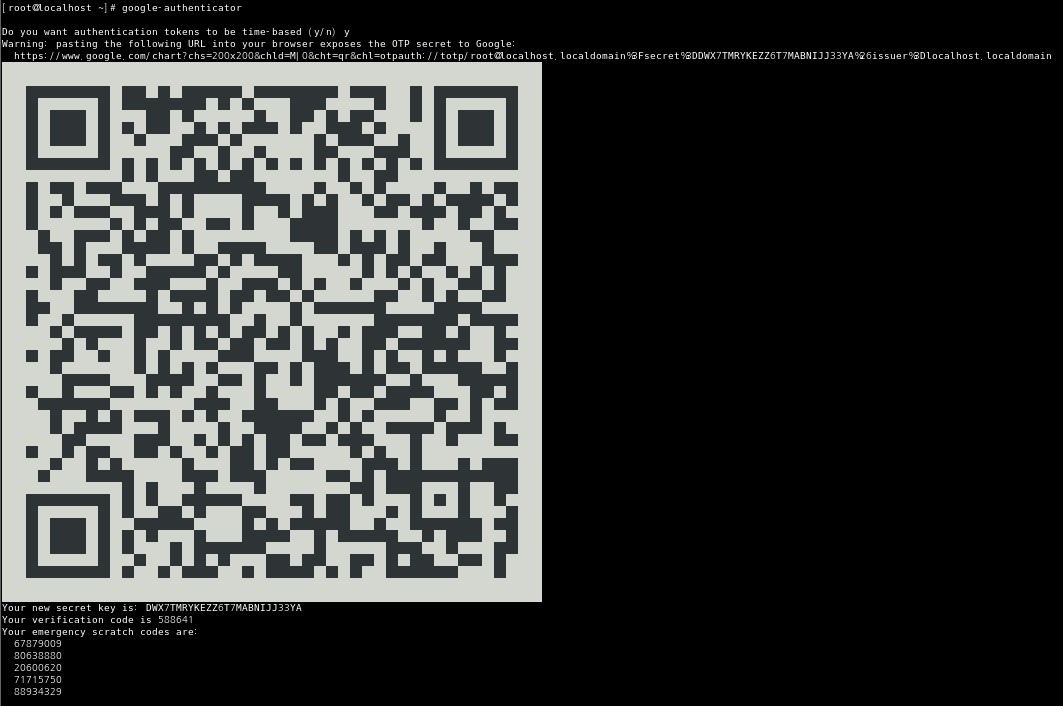 [root@localhost ~]# google-authenticator
Do you want authentication tokens to be time-based (y/n) y
Warning: pasting the following URL into your browser exposes the OTP secret to Google:
https://www.google.com/chart?chs=200x200&chld=M|0&cht=qr&chl=otpauth://totp/root@localhost.localdomain%3Fsecret%3DDWX7TMRYKEZZ6T7MABNIJJ33YA%26issuer%3Dlocalhost.localdomain
Your new secret key is: DWX7TMRYKEZZ6T7MABNIJJ33YA
Your verification code is 588641
Your emergency scratch codes are:
67879009
80638880
20600620
71715750
88934329